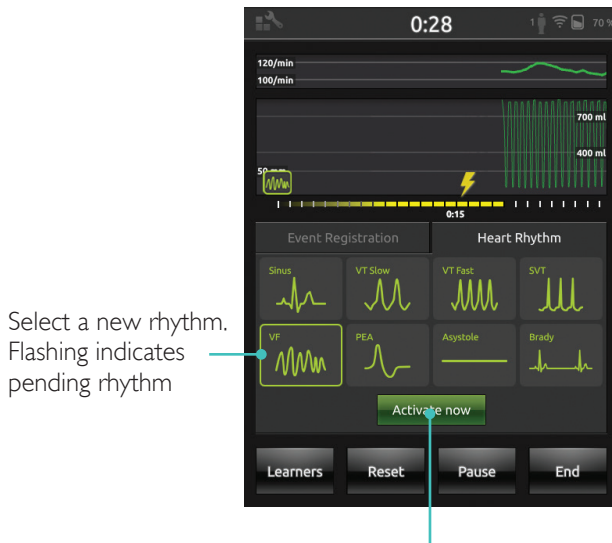 0:28
1
70 %
120/min
100/min
700 ml
400 ml
0:15
Event Registration
Heart Rhythm
Sinus
VT Slow
VT Fast
SVT
VF
PEA
Asystole
Brady
Select a new rhythm.
Flashing indicates
pending rhythm
Activate now
Learners
Reset
Pause
End